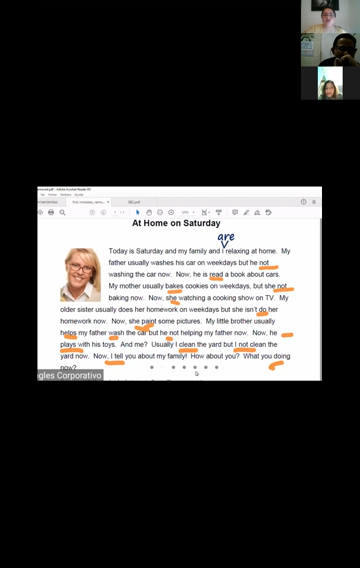 At Home on Saturday
are
Today is Saturday and my family and I relaxing at home. My
father usually washes his car on weekdays but he not
washing the car now. Now, he is read a book about cars.
My mother usually bakes cookies on weekdays, but she not
baking now. Now, she watching a cooking show on TV. My
older sister usually does her homework on weekdays but she isn't do her
homework now. Now, she paint some pictures. My little brother usually
helps my father wash the car but he not helping my father now. Now, he
plays with his toys. And me? Usually I clean the yard but I not clean the
yard now. Now, I tell you about my family! How about you? What you doing
now?
gles Corporativo